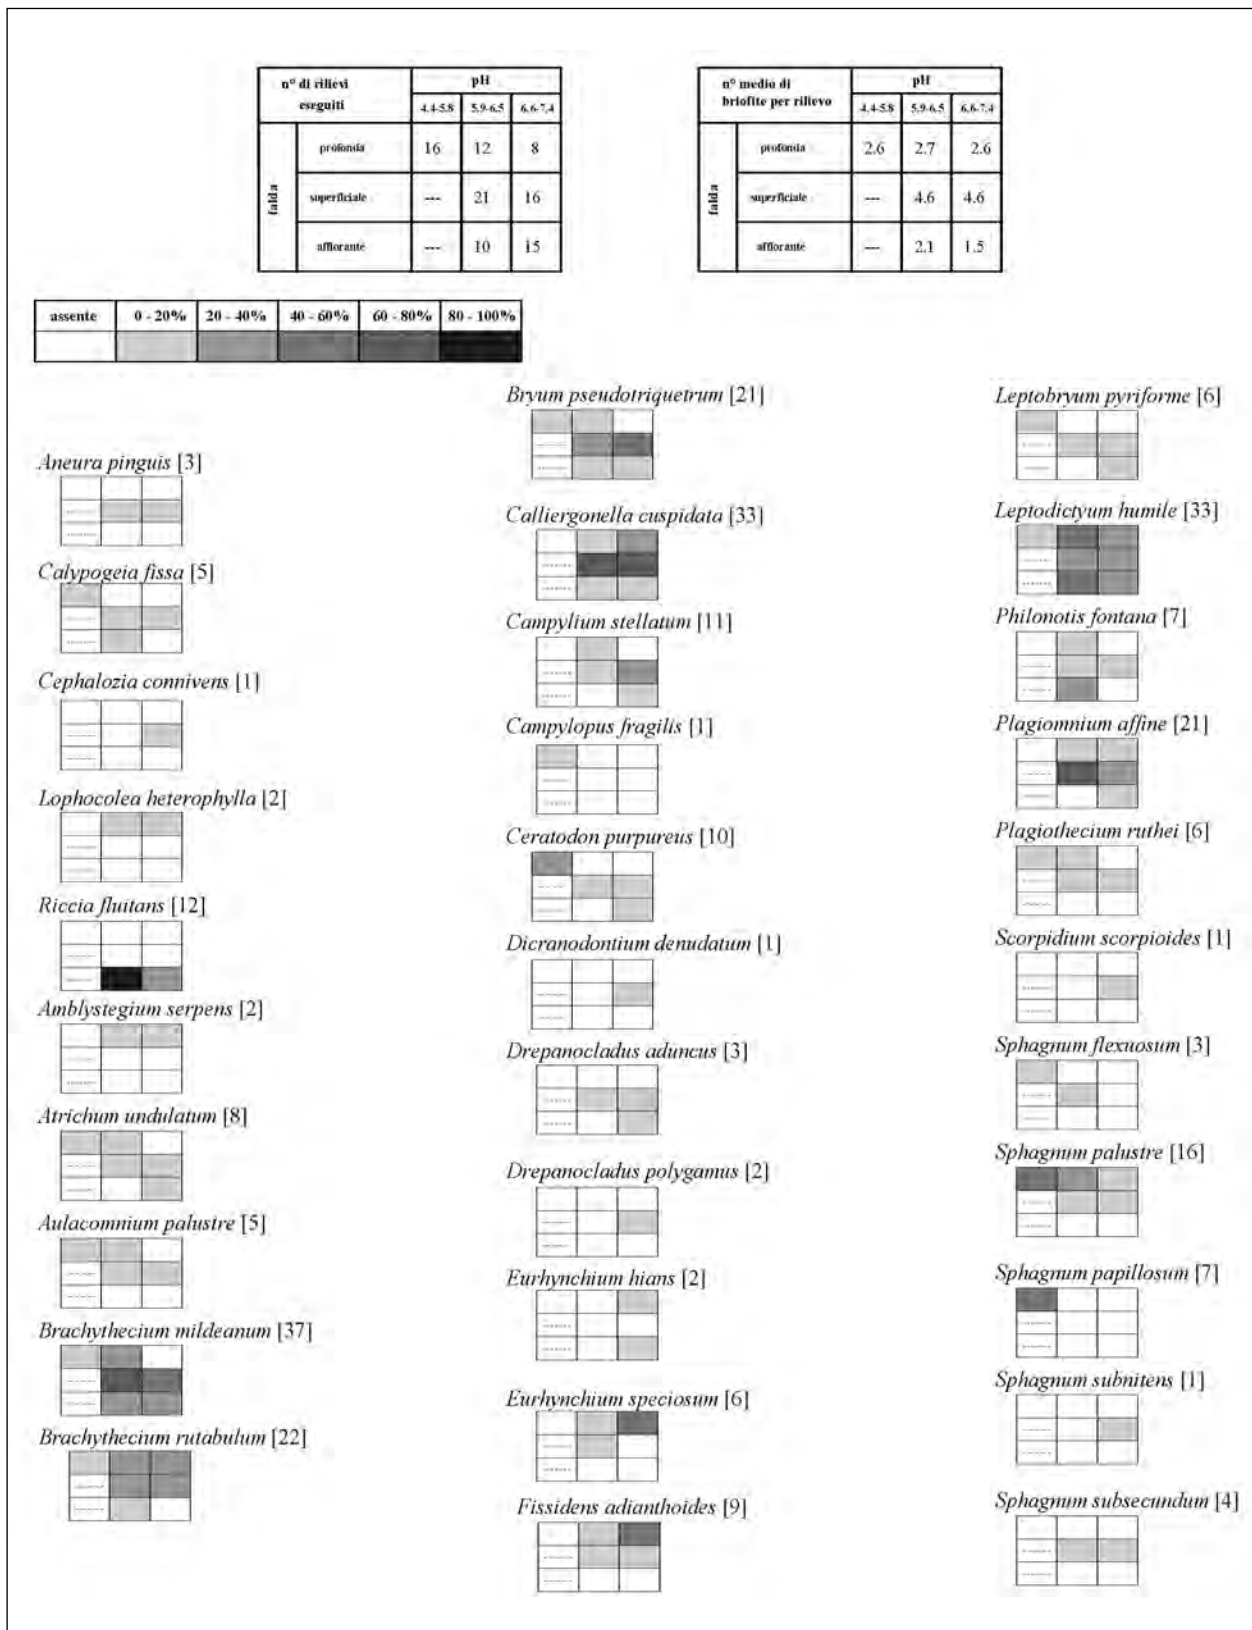 n° di rilievi eseguiti pH
4.4-5.8 5.9-6.5 6.6-7.4
falda
profonda 16 12 8
superficiale --- 21 16
affiorante --- 10 15
n° medio di briofite per rilievo pH
4.4-5.8 5.9-6.5 6.6-7.4
falda
profonda 2.6 2.7 2.6
superficiale --- 4.6 4.6
affiorante --- 2.1 1.5
assente 0 - 20% 20 - 40% 40 - 60% 60 - 80% 80 - 100%
Aneura pinguis [3]
Calypogeia fissa [5]
Cephalozia connivens [1]
Lophocolea heterophylla [2]
Riccia fluitans [12]
Amblystegium serpens [2]
Atrichum undulatum [8]
Aulacomnium palustre [5]
Brachythecium mildeanum [37]
Brachythecium rutabulum [22]
Bryum pseudotriquetrum [21]
Calliergonella cuspidata [33]
Campylium stellatum [11]
Campylopus fragilis [1]
Ceratodon purpureus [10]
Dicranodontium denudatum [1]
Drepanocladus aduncus [3]
Drepanocladus polygamus [2]
Eurhynchium hians [2]
Eurhynchium speciosum [6]
Fissidens adianthoides [9]
Leptobryum pyriforme [6]
Leptodictyum humile [33]
Philonotis fontana [7]
Plagiomnium affine [21]
Plagiothecium ruthei [6]
Scorpidium scorpioides [1]
Sphagnum flexuosum [3]
Sphagnum palustre [16]
Sphagnum papillosum [7]
Sphagnum subnitens [1]
Sphagnum subsecundum [4]